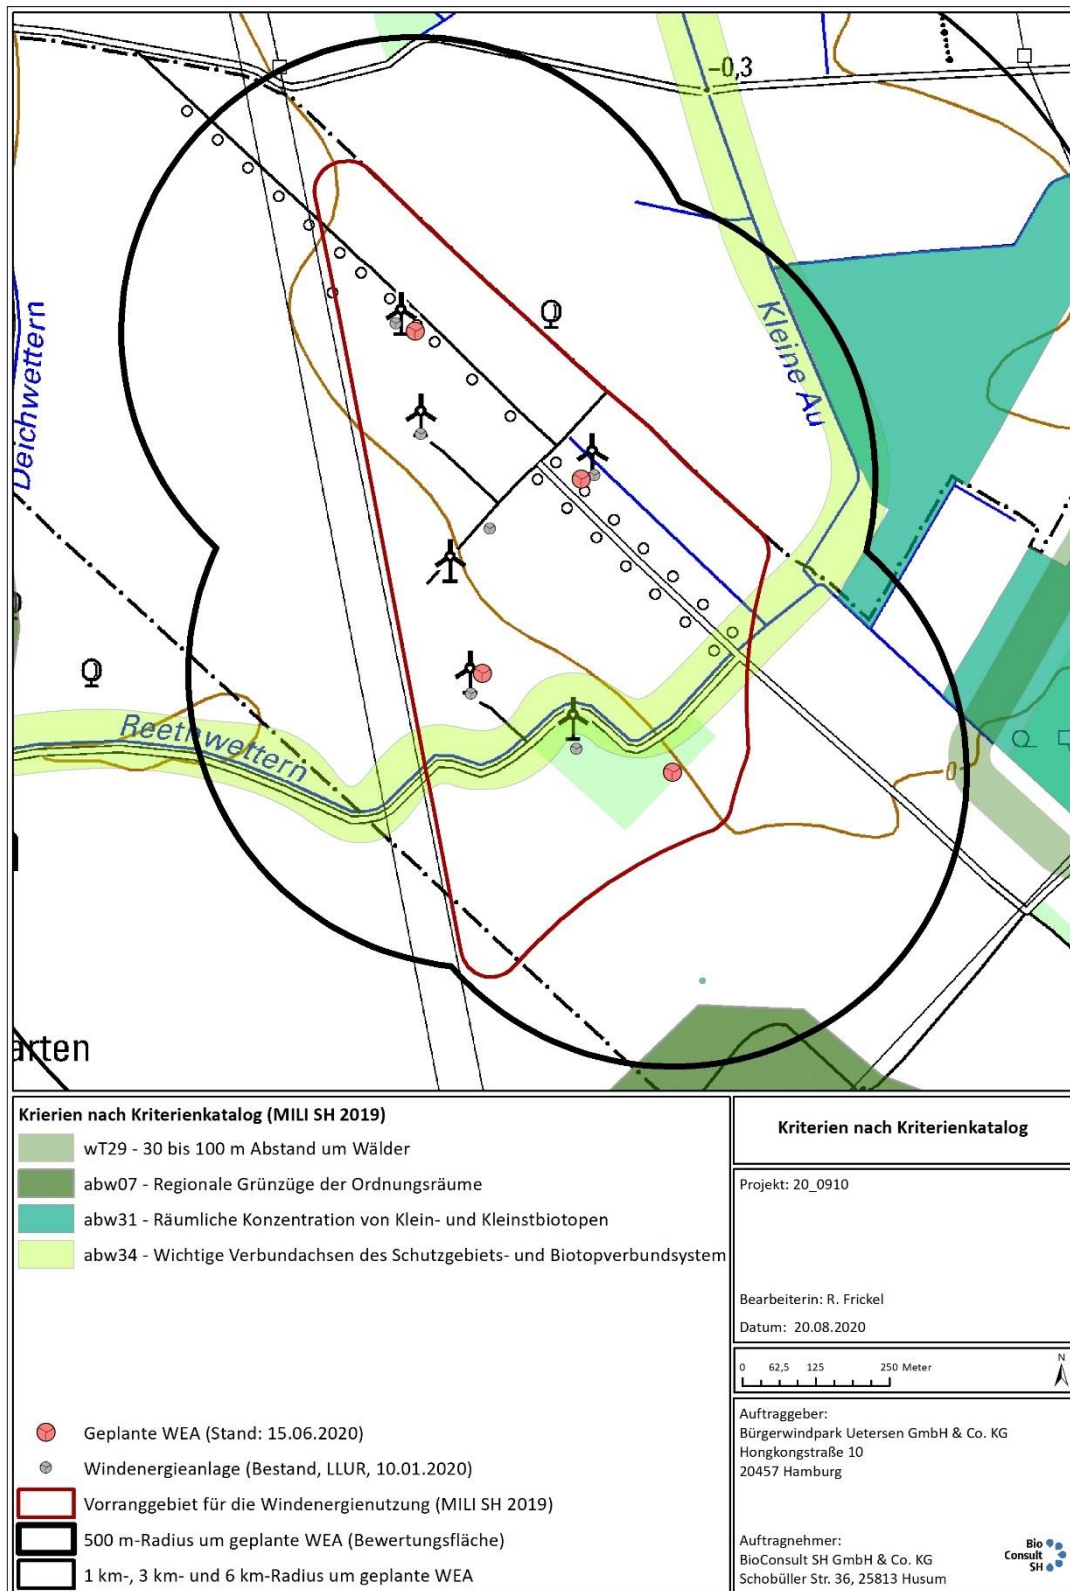 -0,3
Kleine Au
Deichwettern
Reethwettern
0
arten
Krierien nach Kriterienkatalog (MILI SH 2019)
wT29 - 30 bis 100 m Abstand um Wälder
abw07 - Regionale Grünzüge der Ordnungsräume
abw31 - Räumliche Konzentration von Klein- und Kleinstbiotopen
abw34 - Wichtige Verbundachsen des Schutzgebiets- und Biotopverbundsystem
Geplante WEA (Stand: 15.06.2020)
Windenergieanlage (Bestand, LLUR, 10.01.2020)
Vorranggebiet für die Windenergienutzung (MILI SH 2019)
500 m-Radius um geplante WEA (Bewertungsfläche)
1 km-, 3 km- und 6 km-Radius um geplante WEA
Kriterien nach Kriterienkatalog
Projekt: 20_0910
Bearbeiterin: R. Frickel
Datum: 20.08.2020
0 62,5 125 250 Meter
N
Auftraggeber:
Bürgerwindpark Uetersen GmbH & Co. KG
Hongkongstraße 10
20457 Hamburg
Auftragnehmer:
BioConsult SH GmbH & Co. KG
Schobüller Str. 36, 25813 Husum
Bio
Consult
SH